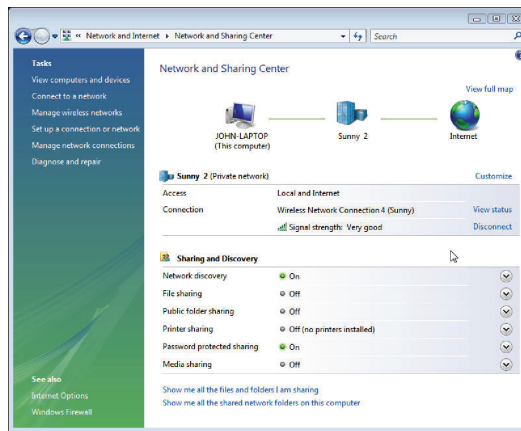 « Network and Internet ▸ Network and Sharing Center
Search
Tasks
View computers and devices
Connect to a network
Manage wireless networks
Set up a connection or network
Manage network connections
Diagnose and repair
See also
Internet Options
Windows Firewall
Network and Sharing Center
View full map
JOHN-LAPTOP
(This computer)
Sunny 2
Internet
Sunny 2 (Private network) Customize
Access Local and Internet
Connection Wireless Network Connection 4 (Sunny) View status
Signal strength: Very good Disconnect
Sharing and Discovery
Network discovery On
File sharing Off
Public folder sharing Off
Printer sharing Off (no printers installed)
Password protected sharing On
Media sharing Off
Show me all the files and folders I am sharing
Show me all the shared network folders on this computer